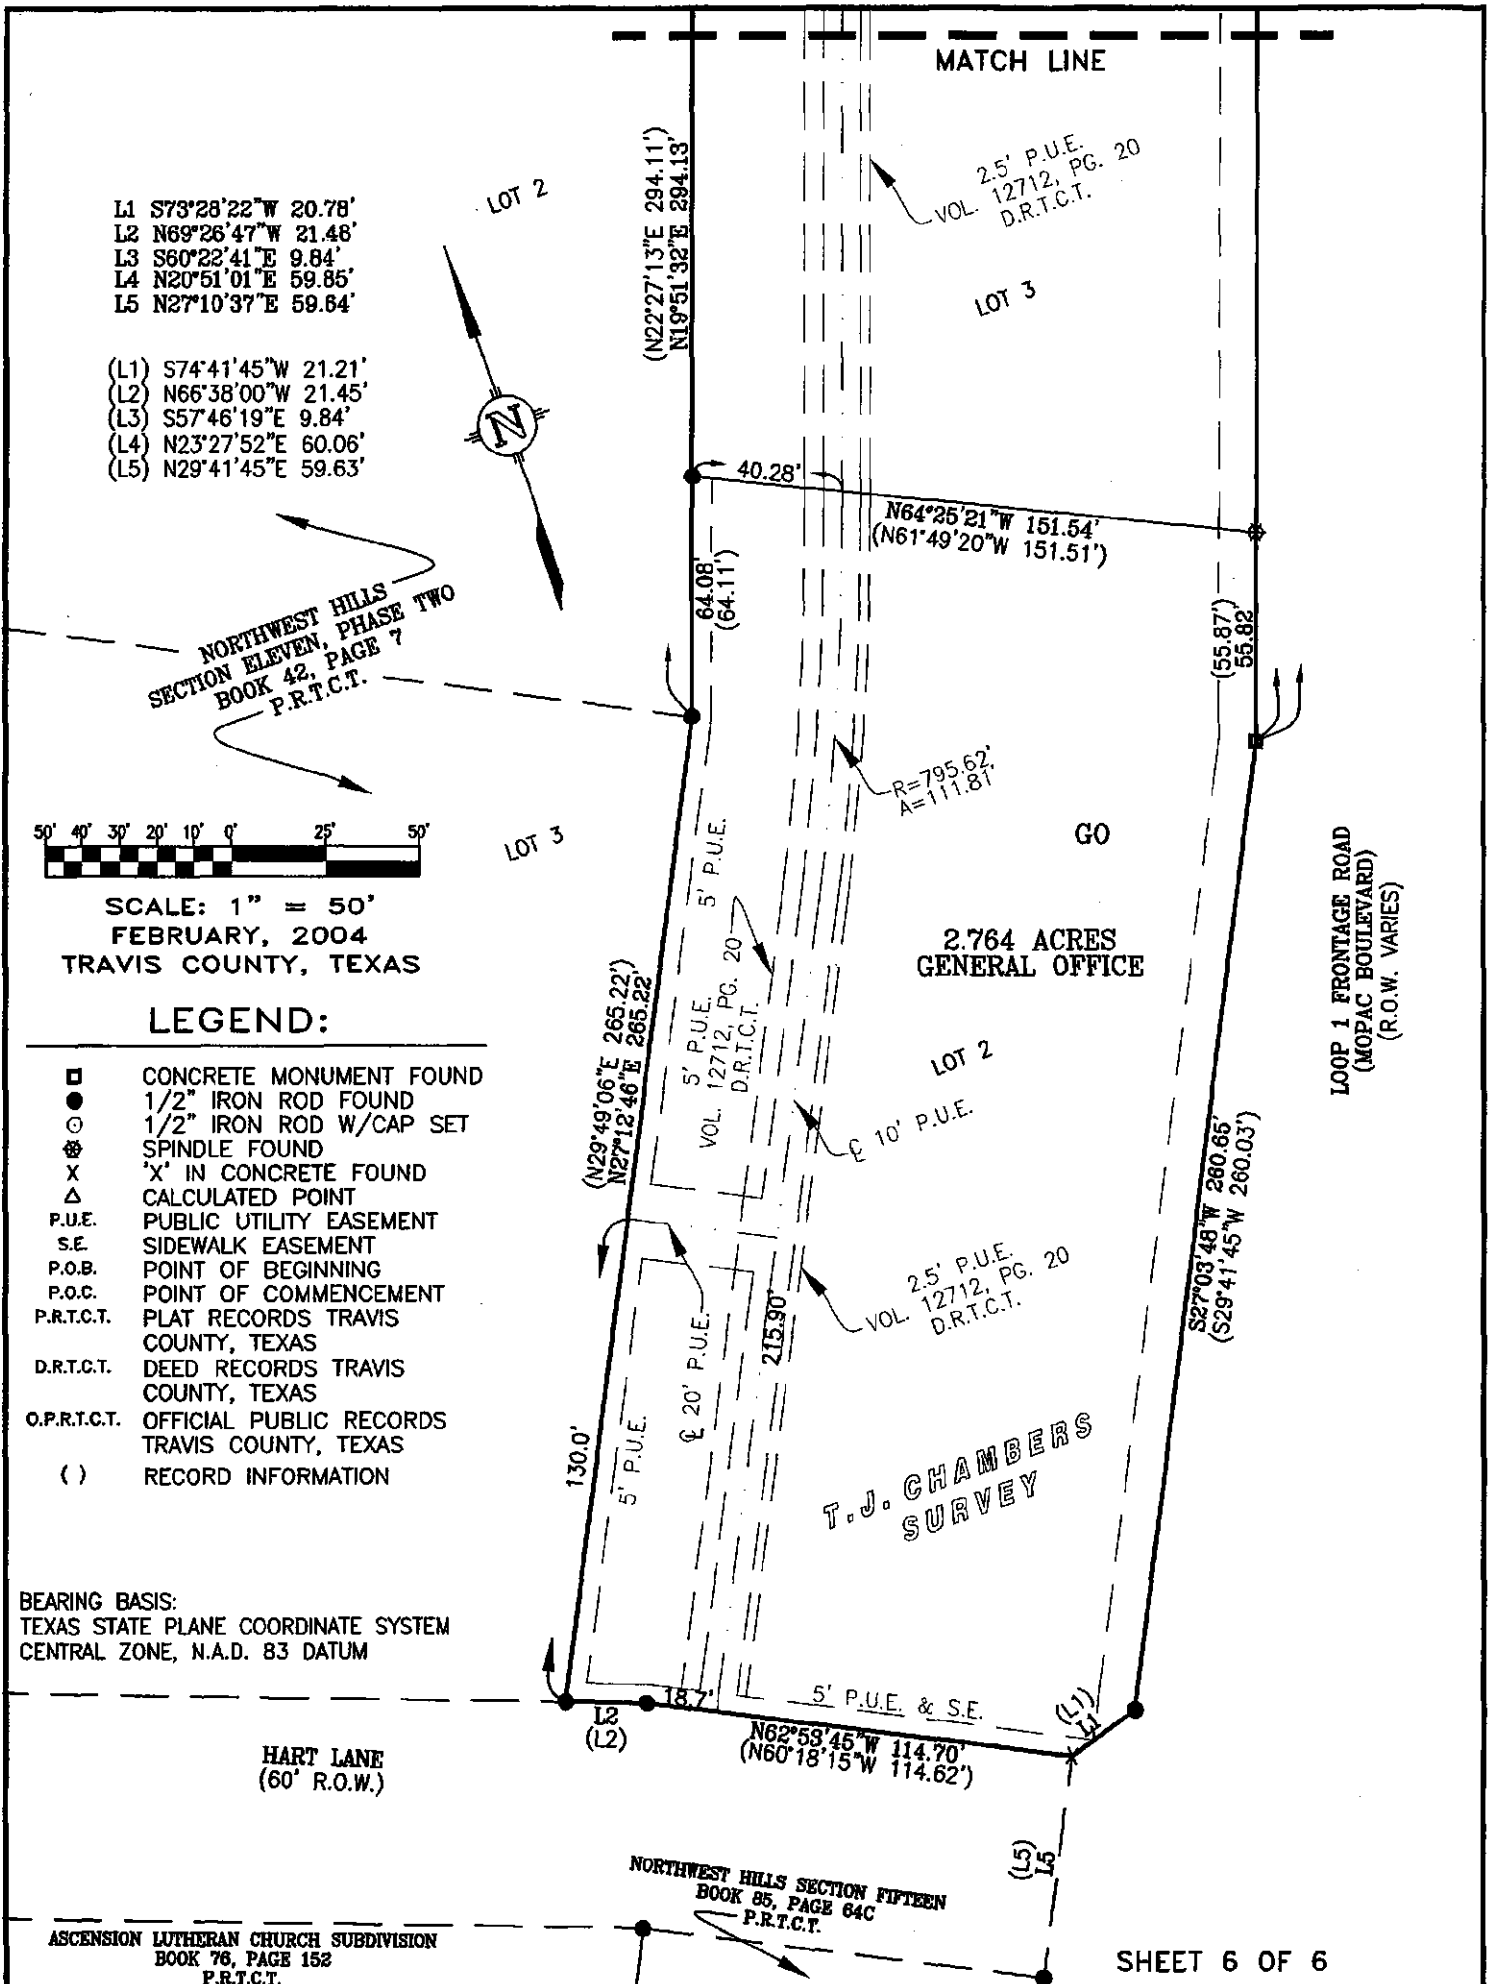 MATCH LINE
L1 S73°28'22"W 20.78'
L2 N69°26'47"W 21.48'
L3 S60°22'41"E 9.84'
L4 N20°51'01"E 59.85'
L5 N27°10'37"E 59.64'
(L1) S74°41'45"W 21.21'
(L2) N66°38'00"W 21.45'
(L3) S57°46'19"E 9.84'
(L4) N23°27'52"E 60.06'
(L5) N29°41'45"E 59.63'
LOT 2
(N22°27'13"E 294.11')
N19°51'32"E 294.13'
2.5' P.U.E.
VOL. 12712, PG. 20
D.R.T.C.T.
LOT 3
N
40.28'
N64°25'21"W 151.54'
(N61°49'20"W 151.51')
64.08'
(64.11')
(55.87')
55.82'
NORTHWEST HILLS
SECTION ELEVEN, PHASE TWO
BOOK 42, PAGE 7
P.R.T.C.T.
50' 40' 30' 20' 10' 0' 25' 50'
SCALE: 1" = 50'
FEBRUARY, 2004
TRAVIS COUNTY, TEXAS
LOT 3
R=795.62'
A=111.81'
GO
2.764 ACRES
GENERAL OFFICE
LOOP 1 FRONTAGE ROAD
(MOPAC BOULEVARD)
(R.O.W. VARIES)
5' P.U.E.
5' P.U.E.
VOL. 12712, PG. 20
D.R.T.C.T.
(N29°49'06"E 265.22')
N27°12'46"E 265.22'
LOT 2
℄ 10' P.U.E.
S27°03'48"W 260.65'
(S29°41'45"W 260.03')
LEGEND:
CONCRETE MONUMENT FOUND
1/2" IRON ROD FOUND
1/2" IRON ROD W/CAP SET
SPINDLE FOUND
X 'X' IN CONCRETE FOUND
Δ CALCULATED POINT
P.U.E. PUBLIC UTILITY EASEMENT
S.E. SIDEWALK EASEMENT
P.O.B. POINT OF BEGINNING
P.O.C. POINT OF COMMENCEMENT
P.R.T.C.T. PLAT RECORDS TRAVIS
COUNTY, TEXAS
D.R.T.C.T. DEED RECORDS TRAVIS
COUNTY, TEXAS
O.P.R.T.C.T. OFFICIAL PUBLIC RECORDS
TRAVIS COUNTY, TEXAS
( ) RECORD INFORMATION
2.5' P.U.E.
VOL. 12712, PG. 20
D.R.T.C.T.
215.90'
℄ 20' P.U.E.
5' P.U.E.
130.0'
T.J. CHAMBERS
SURVEY
BEARING BASIS:
TEXAS STATE PLANE COORDINATE SYSTEM
CENTRAL ZONE, N.A.D. 83 DATUM
18.7'
5' P.U.E. & S.E.
(L1)
L1
L2
(L2)
N62°53'45"W 114.70'
(N60°18'15"W 114.62')
HART LANE
(60' R.O.W.)
(L5)
L5
NORTHWEST HILLS SECTION FIFTEEN
BOOK 85, PAGE 64C
P.R.T.C.T.
ASCENSION LUTHERAN CHURCH SUBDIVISION
BOOK 76, PAGE 152
P.R.T.C.T.
SHEET 6 OF 6